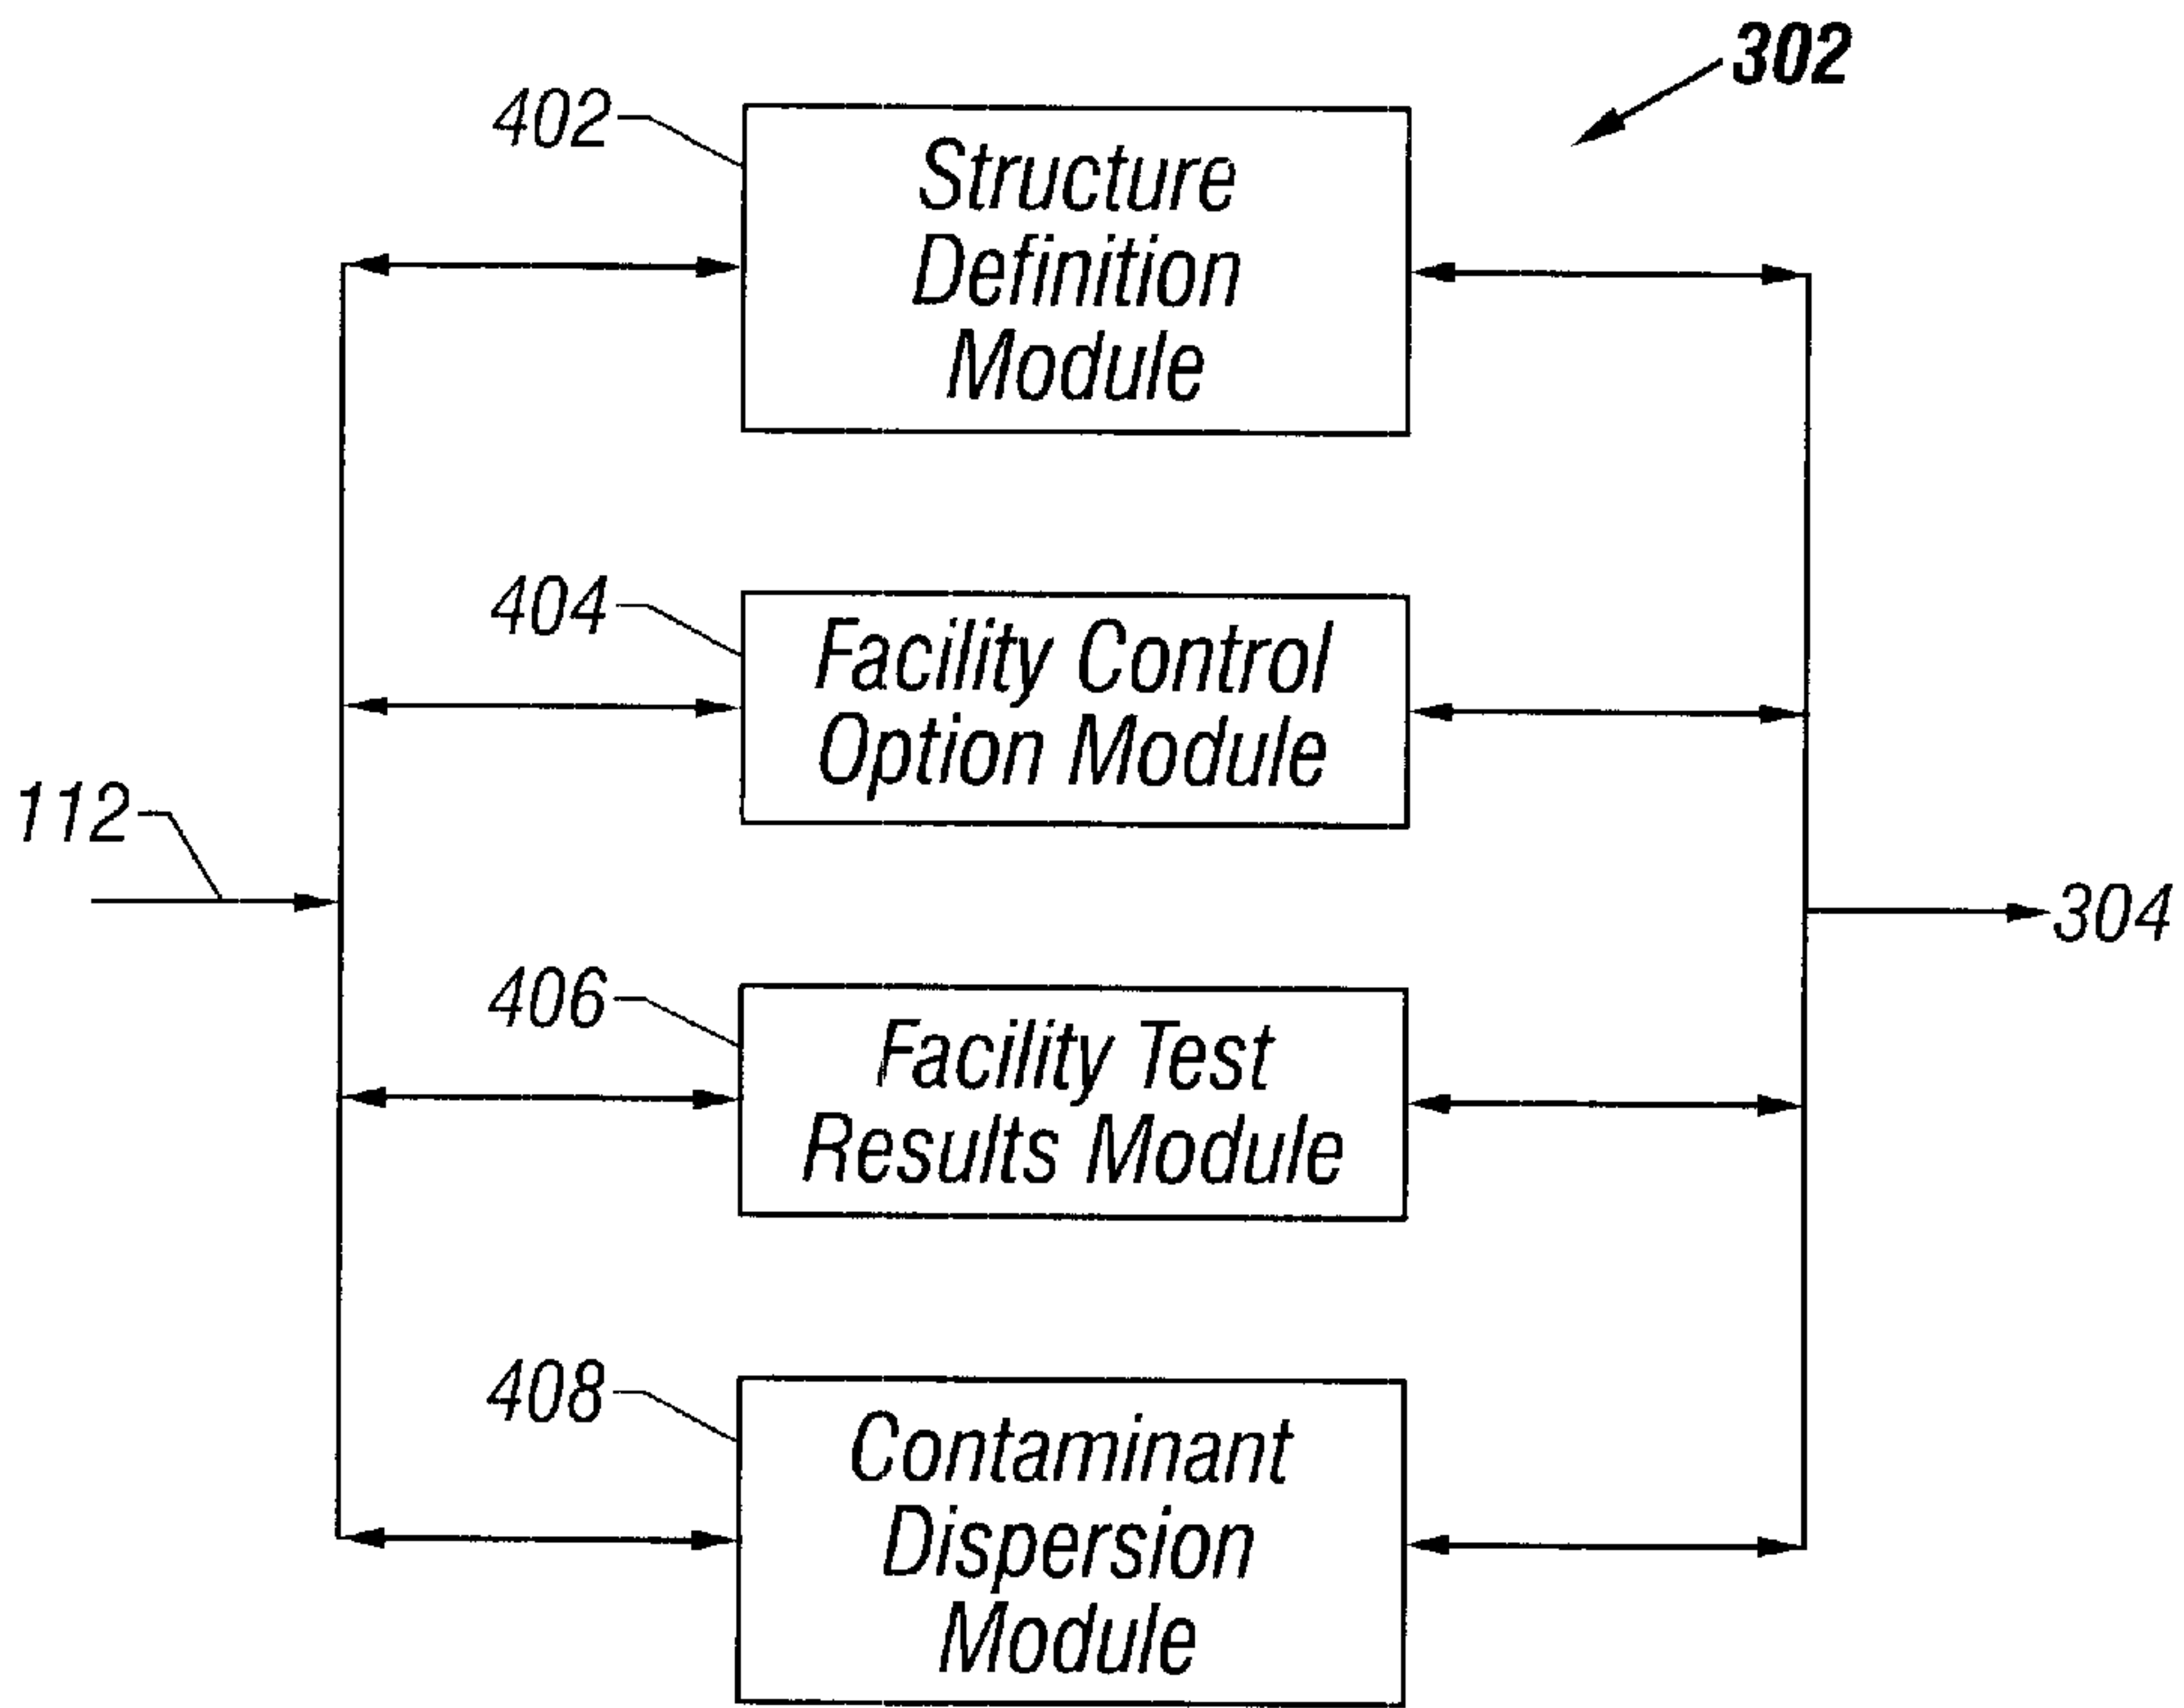 302
402
Structure
Definition
Module
404
Facility Control
Option Module
112
304
406
Facility Test
Results Module
408
Contaminant
Dispersion
Module